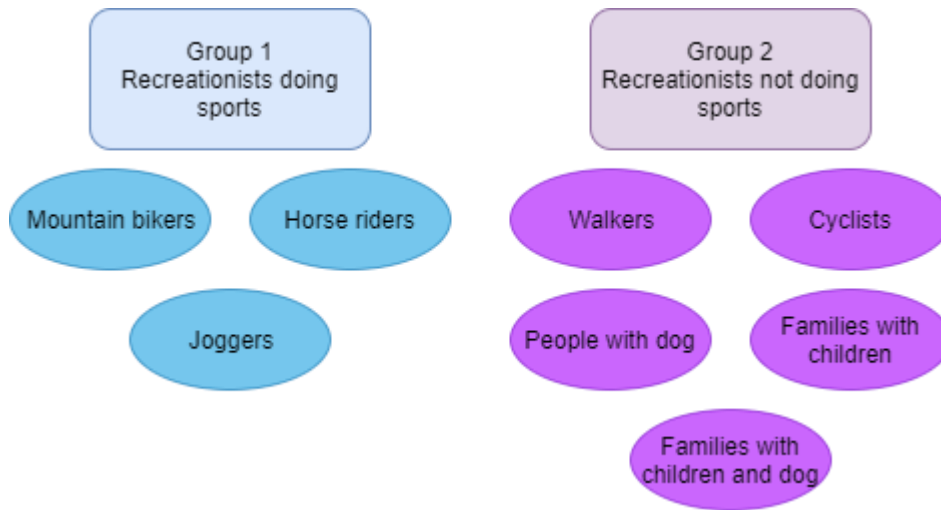 Group 1
Recreationists doing
sports
Group 2
Recreationists not doing
sports
Mountain bikers
Horse riders
Joggers
Walkers
Cyclists
People with dog
Families with
children
Families with
children and dog